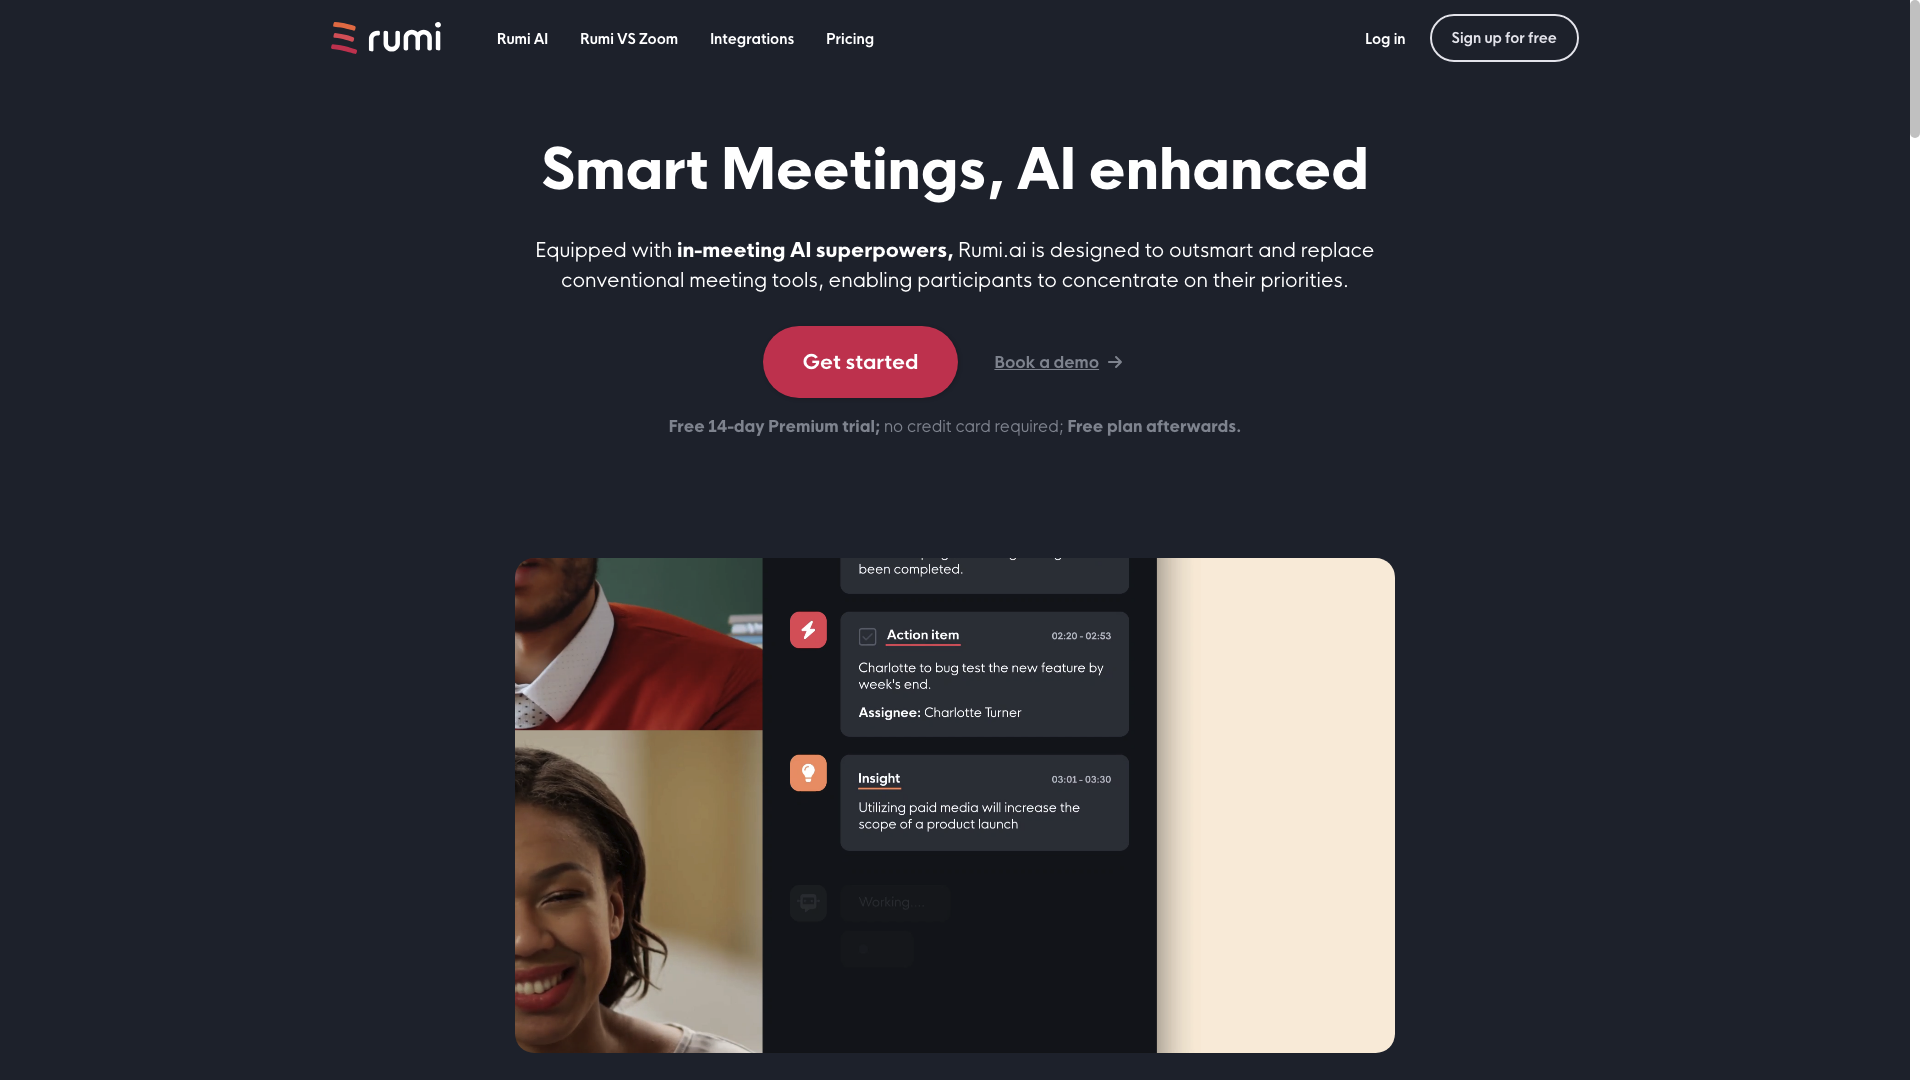 rumi
Rumi AI
Rumi VS Zoom
Integrations
Pricing
Log in
Sign up for free
Smart Meetings, AI enhanced
Equipped with in-meeting AI superpowers, Rumi.ai is designed to outsmart and replace
conventional meeting tools, enabling participants to concentrate on their priorities.
Get started
Book a demo
Free 14-day Premium trial; no credit card required; Free plan afterwards.
been completed.
Action item
02:20 - 02:53
Charlotte to bug test the new feature by
week's end.
Assignee: Charlotte Turner
Insight
03:01 - 03:30
Utilizing paid media will increase the
scope of a product launch
Working ...